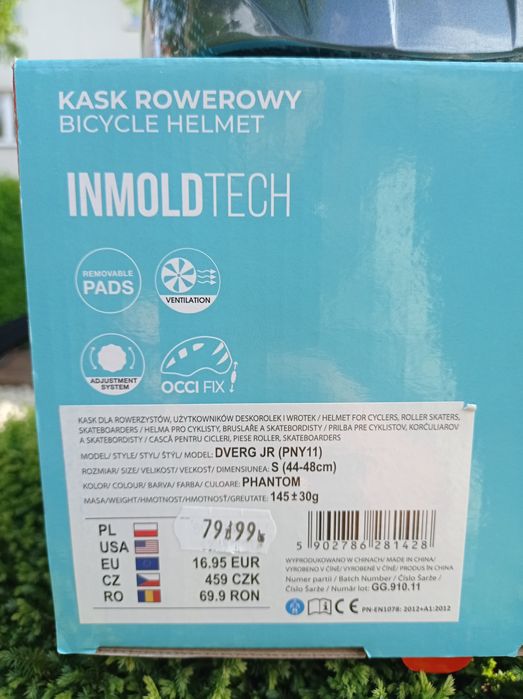 KASK ROWEROWY
BICYCLE HELMET
INMOLDTECH
REMOVABLE
PADS
VENTILATION
ADJUSTMENT
SYSTEM
OCCI FIX
KASK DLA ROWERZYSTÓW, UŻYTKOWNIKÓW DESKOROLEK I WROTEK / HELMET FOR CYCLERS, ROLLER SKATERS,
SKATEBOARDERS / HELMA PRO CYKLISTY, BRUSLAŘE A SKATEBORDISTY / PRILBA PRE CYKLISTOV, KORČULIAROV
A SKATEBORDISTY / CASCĂ PENTRU CICLERI, PIESE ROLLER, SKATEBOARDERS
MODEL/ STYLE/ STYL/ ŠTÝL/ MODEL: DVERG JR (PNY11)
ROZMIAR/ SIZE/ VELIKOST/ VEĽKOSŤ/ DIMENSIUNEA: S (44-48cm)
KOLOR/ COLOUR/ BARVA/ FARBA/ CULOARE: PHANTOM
MASA/WEIGHT/HMOTNOST/HMOTNOSŤ/GREUTATE: 145 ± 30g
PL 79,99
USA
EU 16.95 EUR
CZ 459 CZK
RO 69.9 RON
5 902786 281428
WYPRODUKOWANO W CHINACH/ MADE IN CHINA/
VYROBENO V ČÍNĚ/ VYROBENÉ V ČÍNE/ PRODUS ÎN CHINA
Numer partii / Batch Number / Číslo Šarže /
Číslo Šarže / Număr lot: GG.910.11
CE PN-EN1078: 2012+A1:2012